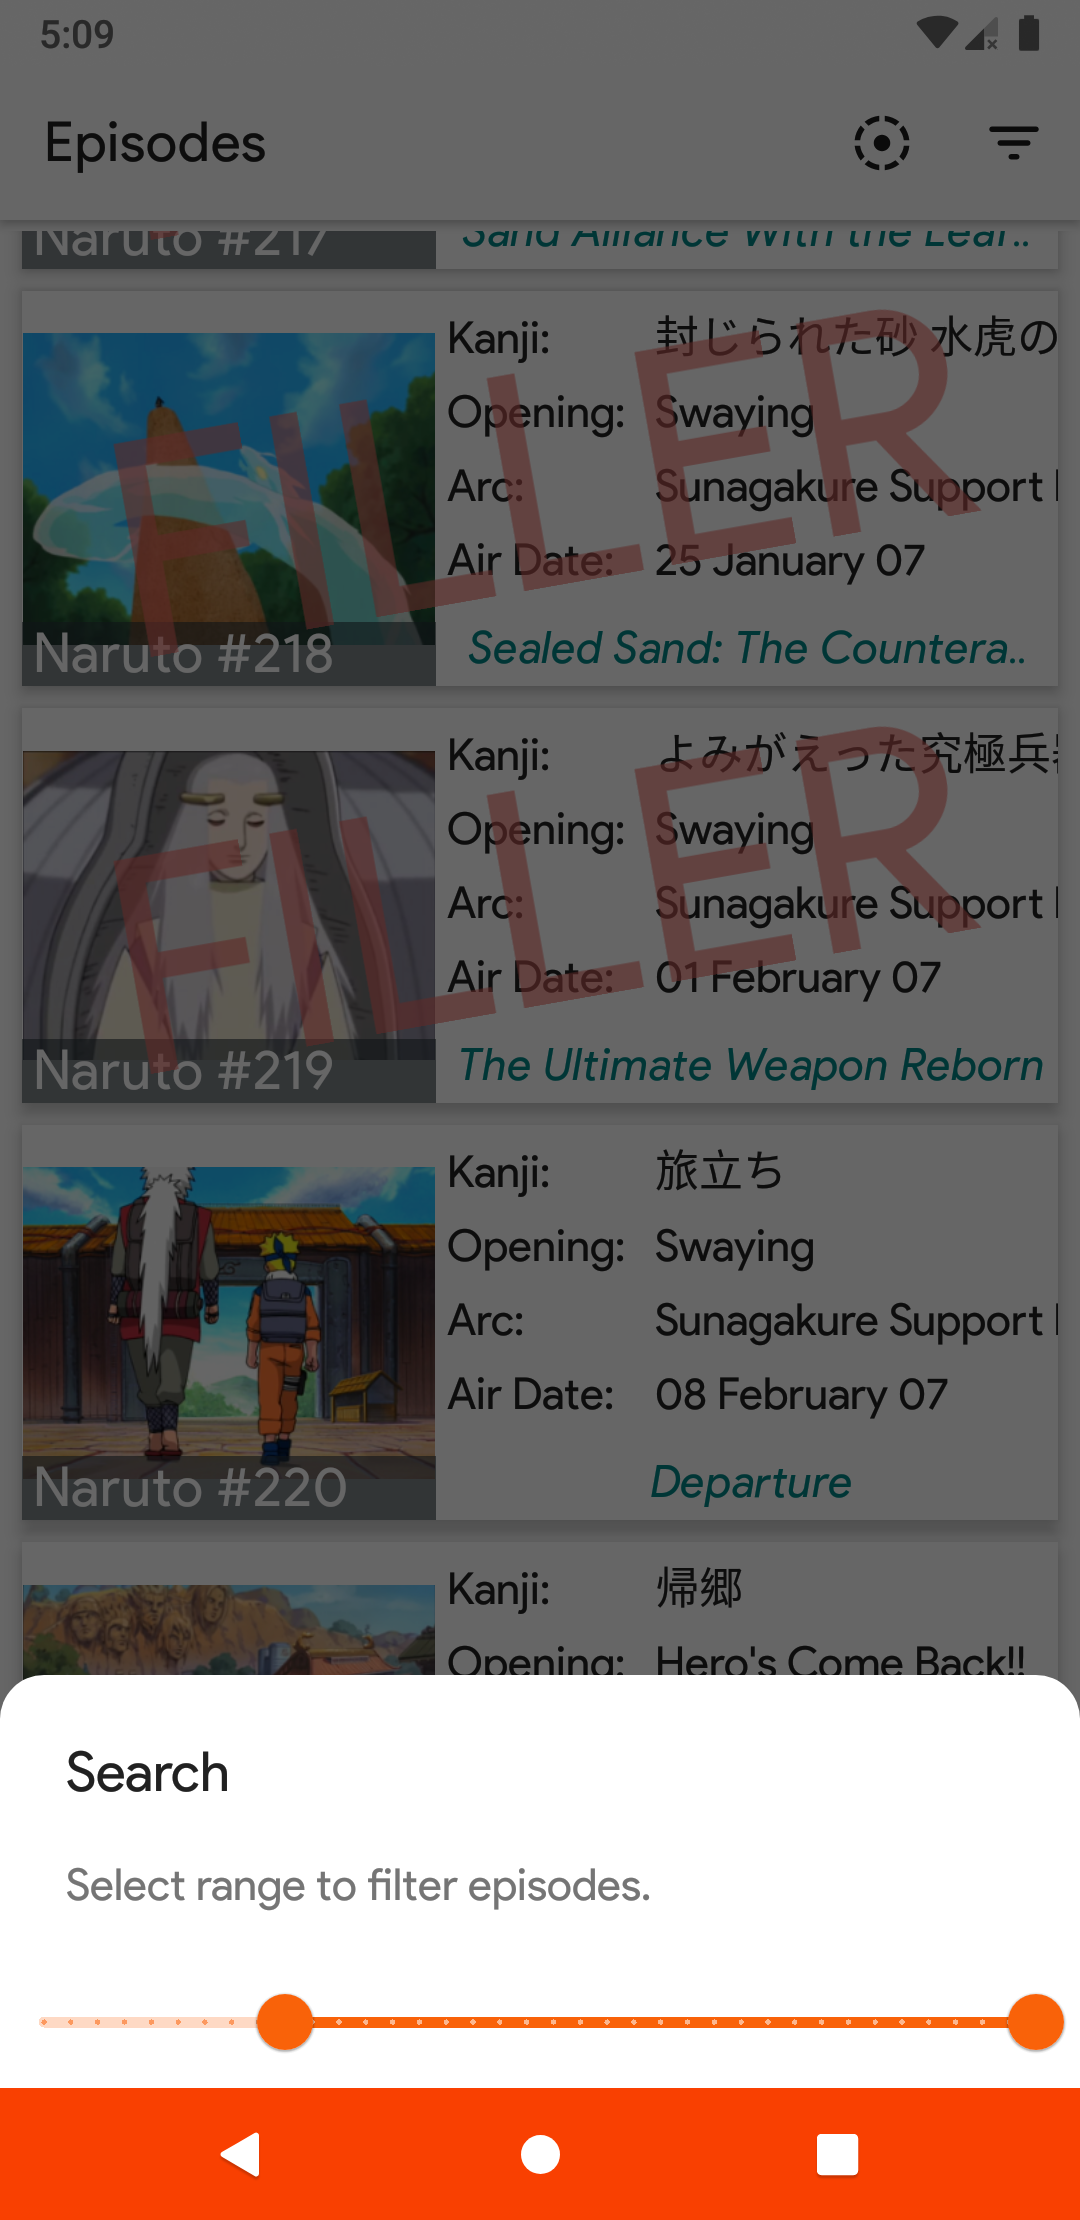 5:09
Episodes
Naruto #217
Sand Alliance With the Leaf..
Kanji: 封じられた砂 水虎の
Opening: Swaying
Arc: Sunagakure Support
Air Date: 25 January 07
FILLER
Naruto #218
Sealed Sand: The Countera..
Kanji: よみがえった究極兵器
Opening: Swaying
Arc: Sunagakure Support
Air Date: 01 February 07
FILLER
Naruto #219
The Ultimate Weapon Reborn
Kanji: 旅立ち
Opening: Swaying
Arc: Sunagakure Support
Air Date: 08 February 07
Naruto #220
Departure
Kanji: 帰郷
Opening: Hero's Come Back!!
Search
Select range to filter episodes.